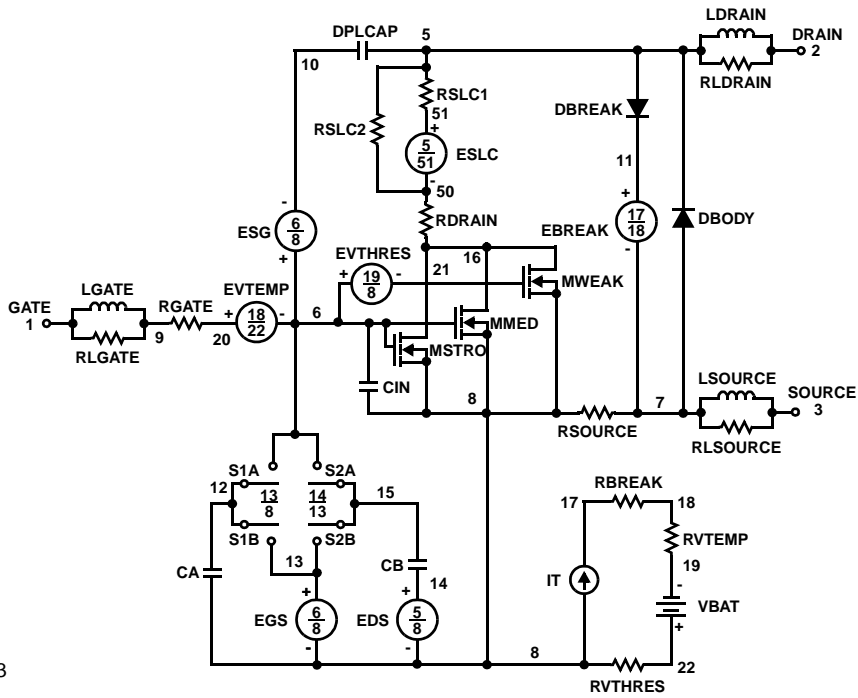 LDRAIN
DPLCAP
5
DRAIN
2
10
RLDRAIN
RSLC1
51
DBREAK
RSLC2
+
5
51
ESLC
-
50
11
-
+
17
18
EBREAK
-
DBODY
RDRAIN
ESG
6
8
+
EVTHRES
+
19
8
-
16
21
MWEAK
LGATE
GATE
1
RLGATE
9
RGATE
20
EVTEMP
+
18
22
-
6
MMED
MSTRO
CIN
8
LSOURCE
SOURCE
3
7
RSOURCE
RLSOURCE
S1A
S2A
12
13
8
14
13
15
S1B
S2B
13
CA
CB
14
+
EGS
6
8
-
+
EDS
5
8
-
RBREAK
17
18
RVTEMP
19
IT
-
VBAT
+
8
22
RVTHRES
3